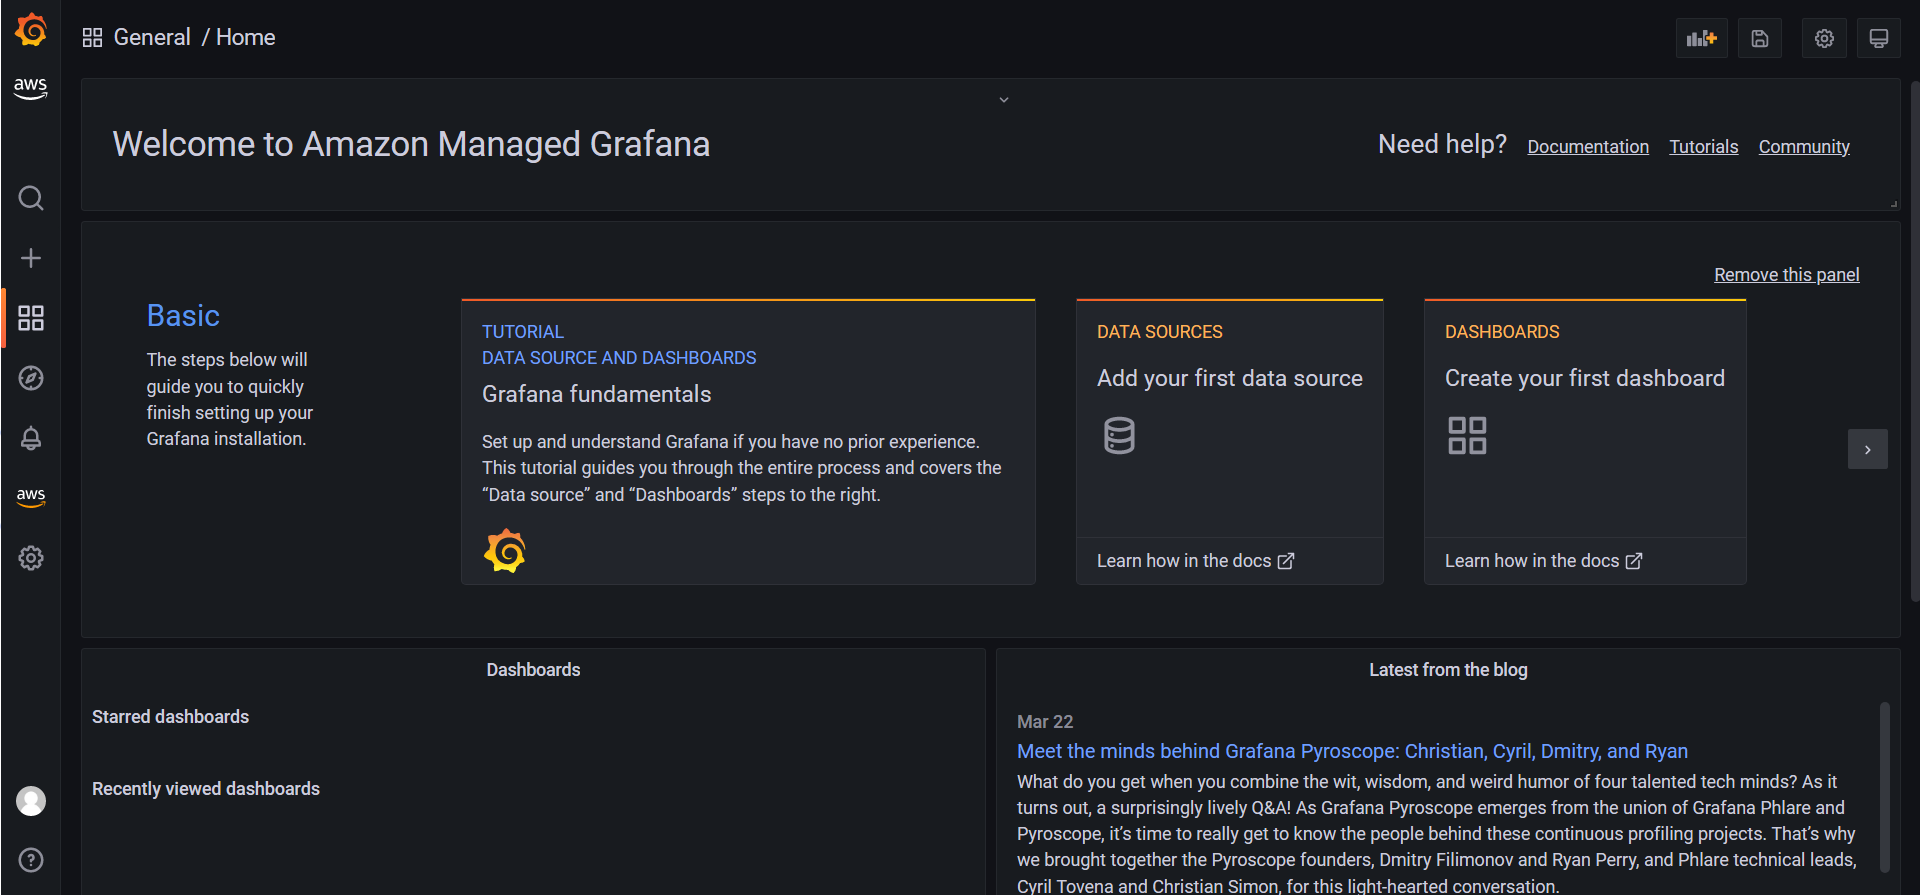 General / Home
aws
Welcome to Amazon Managed Grafana
Need help? Documentation Tutorials Community
Remove this panel
Basic
The steps below will
guide you to quickly
finish setting up your
Grafana installation.
TUTORIAL
DATA SOURCE AND DASHBOARDS
Grafana fundamentals
Set up and understand Grafana if you have no prior experience.
This tutorial guides you through the entire process and covers the
“Data source” and “Dashboards” steps to the right.
DATA SOURCES
Add your first data source
Learn how in the docs
DASHBOARDS
Create your first dashboard
Learn how in the docs
aws
Dashboards
Starred dashboards
Recently viewed dashboards
Latest from the blog
Mar 22
Meet the minds behind Grafana Pyroscope: Christian, Cyril, Dmitry, and Ryan
What do you get when you combine the wit, wisdom, and weird humor of four talented tech minds? As it
turns out, a surprisingly lively Q&A! As Grafana Pyroscope emerges from the union of Grafana Phlare and
Pyroscope, it’s time to really get to know the people behind these continuous profiling projects. That’s why
we brought together the Pyroscope founders, Dmitry Filimonov and Ryan Perry, and Phlare technical leads,
Cyril Tovena and Christian Simon, for this light-hearted conversation.